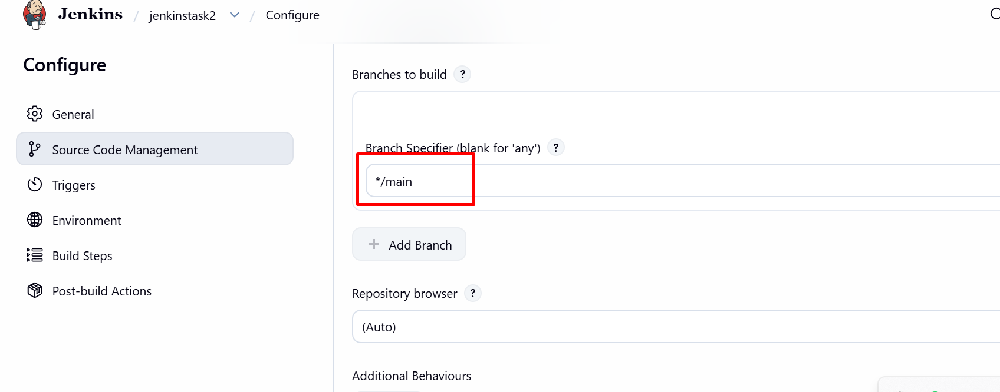 Jenkins / jenkinstask2 / Configure
Configure
General
Source Code Management
Triggers
Environment
Build Steps
Post-build Actions
Branches to build ?
Branch Specifier (blank for 'any') ?
*/main
+ Add Branch
Repository browser ?
(Auto)
Additional Behaviours